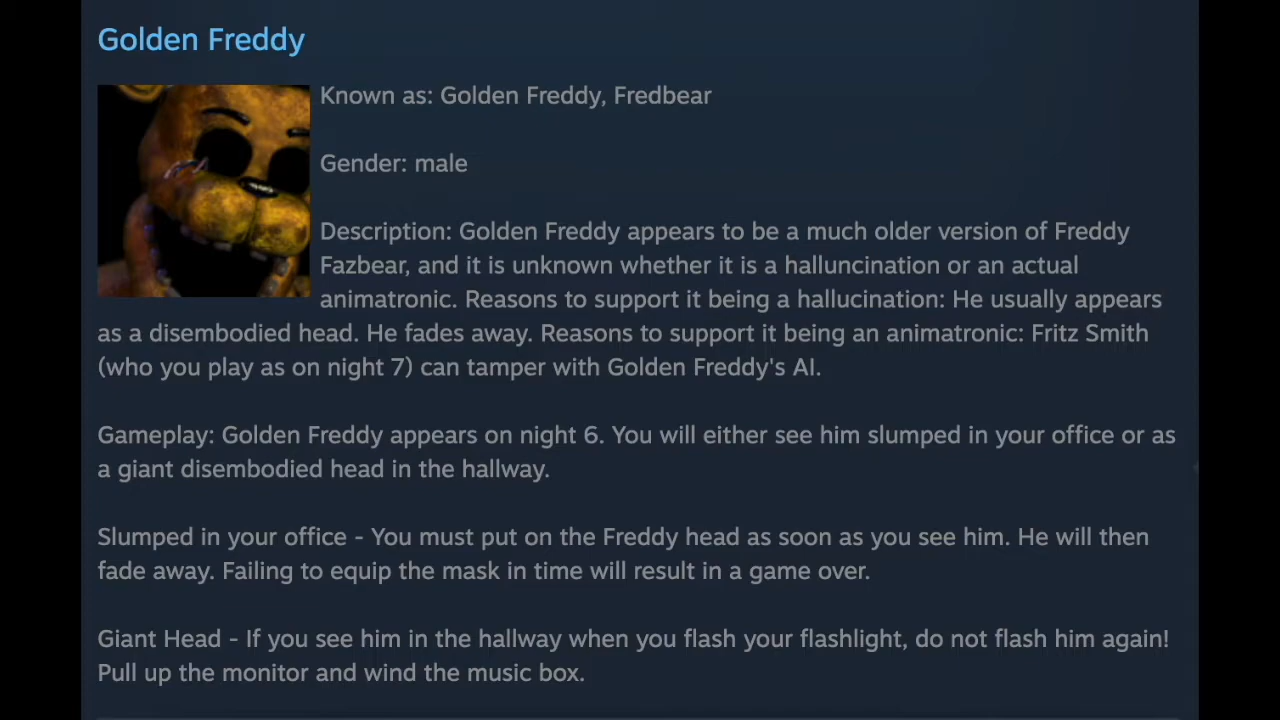 Golden Freddy
Known as: Golden Freddy, Fredbear
Gender: male
Description: Golden Freddy appears to be a much older version of Freddy
Fazbear, and it is unknown whether it is a halluncination or an actual
animatronic. Reasons to support it being a hallucination: He usually appears
as a disembodied head. He fades away. Reasons to support it being an animatronic: Fritz Smith
(who you play as on night 7) can tamper with Golden Freddy's AI.
Gameplay: Golden Freddy appears on night 6. You will either see him slumped in your office or as
a giant disembodied head in the hallway.
Slumped in your office - You must put on the Freddy head as soon as you see him. He will then
fade away. Failing to equip the mask in time will result in a game over.
Giant Head - If you see him in the hallway when you flash your flashlight, do not flash him again!
Pull up the monitor and wind the music box.